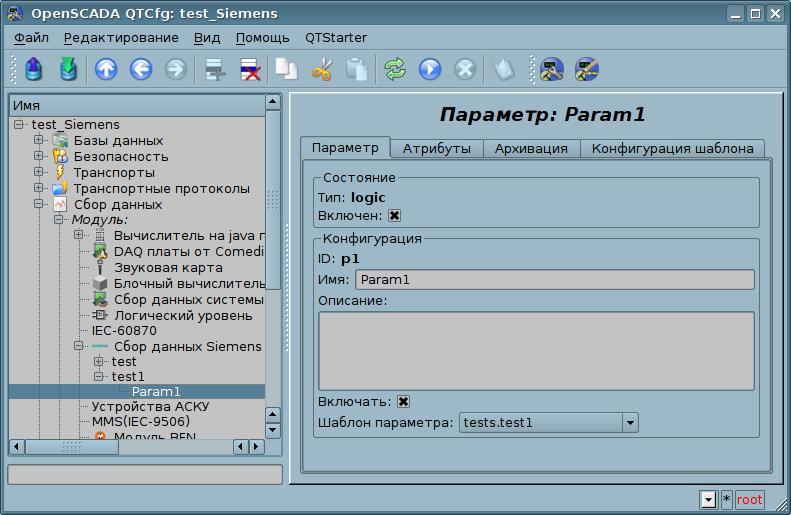 OpenSCADA QTCfg: test_Siemens
Файл Редактирование Вид Помощь QTStarter
Имя
test_Siemens
Базы данных
Безопасность
Транспорты
Транспортные протоколы
Сбор данных
Модуль:
Вычислитель на java п
DAQ платы от Comedi
Звуковая карта
Блочный вычислитель
Сбор данных системы
Логический уровень
IEC-60870
Сбор данных Siemens
test
test1
Param1
Устройства АСКУ
MMS(IEC-9506)
Модуль BFN
Параметр: Param1
Параметр Атрибуты Архивация Конфигурация шаблона
Состояние
Тип: logic
Включен:
Конфигурация
ID: p1
Имя: Param1
Описание:
Включать:
Шаблон параметра: tests.test1
* root